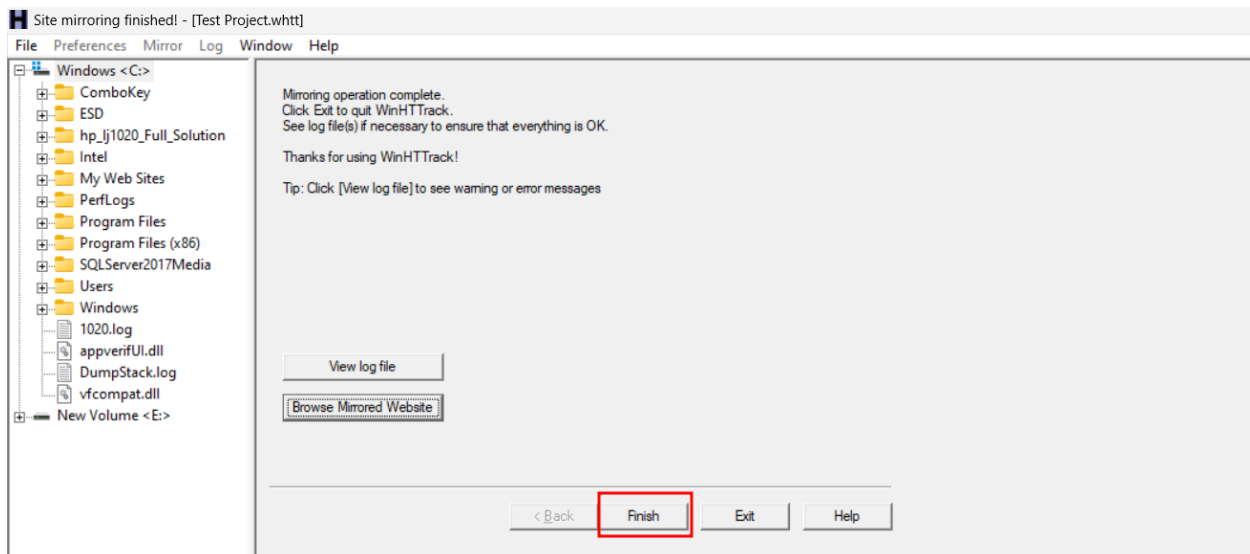 Site mirroring finished! - [Test Project.whtt]
File Preferences Mirror Log Window Help
Windows <C:>
ComboKey
ESD
hp_lj1020_Full_Solution
Intel
My Web Sites
PerfLogs
Program Files
Program Files (x86)
SQLServer2017Media
Users
Windows
1020.log
appverifUI.dll
DumpStack.log
vfcompat.dll
New Volume <E:>
Mirroring operation complete.
Click Exit to quit WinHTTrack.
See log file(s) if necessary to ensure that everything is OK.
Thanks for using WinHTTrack!
Tip: Click [View log file] to see warning or error messages
View log file
Browse Mirrored Website
< Back Finish Exit Help